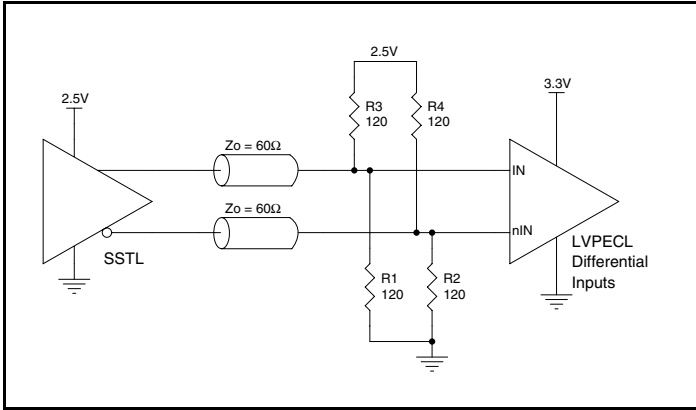 2.5V
2.5V
3.3V
R3
120
R4
120
Zo = 60Ω
IN
Zo = 60Ω
nIN
SSTL
LVPECL
Differential
Inputs
R1
120
R2
120